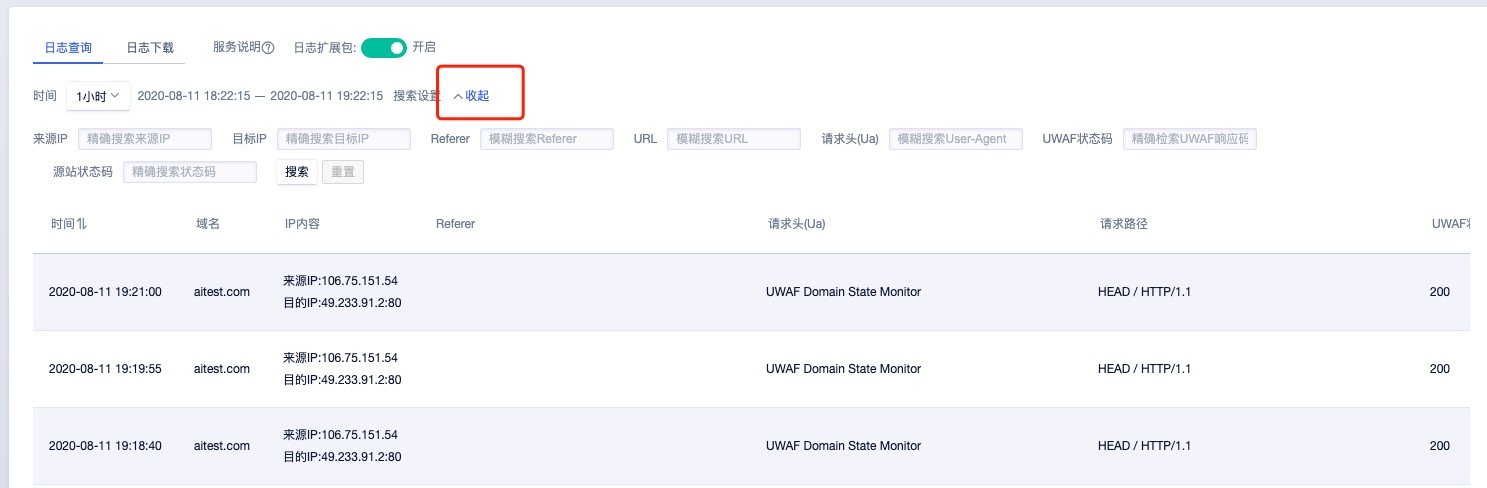 日志查询 日志下载 服务说明? 日志扩展包: 开启
时间 1小时 2020-08-11 18:22:15 — 2020-08-11 19:22:15 搜索设置 收起
来源IP 精确搜索来源IP 目标IP 精确搜索目标IP Referer 模糊搜索Referer URL 模糊搜索URL 请求头(Ua) 模糊搜索User-Agent UWAF状态码 精确检索UWAF响应码
源站状态码 精确搜索状态码 搜索 重置
时间 域名 IP内容 Referer 请求头(Ua) 请求路径 UWAF
2020-08-11 19:21:00 aitest.com 来源IP:106.75.151.54 UWAF Domain State Monitor HEAD / HTTP/1.1 200
目的IP:49.233.91.2:80
2020-08-11 19:19:55 aitest.com 来源IP:106.75.151.54 UWAF Domain State Monitor HEAD / HTTP/1.1 200
目的IP:49.233.91.2:80
2020-08-11 19:18:40 aitest.com 来源IP:106.75.151.54 UWAF Domain State Monitor HEAD / HTTP/1.1 200
目的IP:49.233.91.2:80